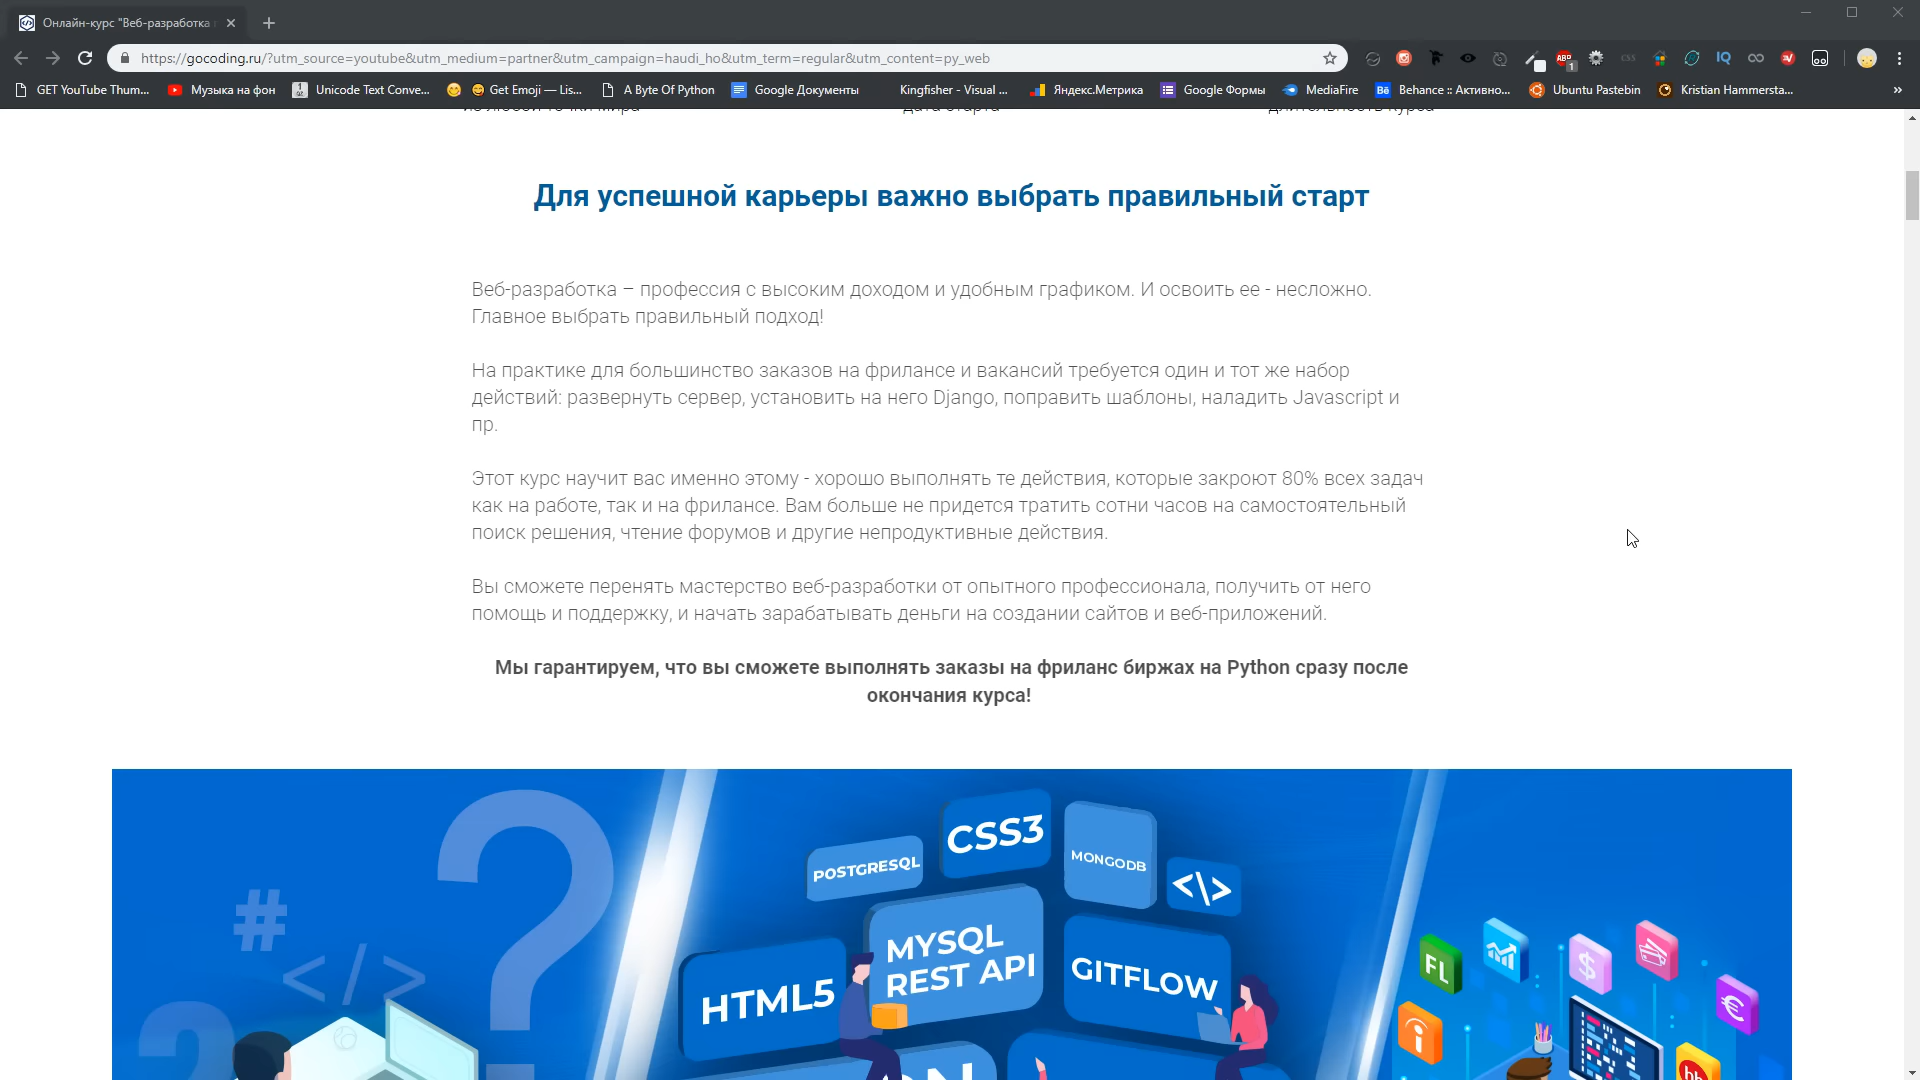 Онлайн-курс "Веб-разработка
https://gocoding.ru/?utm_source=youtube&utm_medium=partner&utm_campaign=haudi_ho&utm_term=regular&utm_content=py_web
GET YouTube Thum... Музыка на фон Unicode Text Conve... Get Emoji — Lis... A Byte Of Python Google Документы Kingfisher - Visual ... Яндекс.Метрика Google Формы MediaFire Behance :: Активно... Ubuntu Pastebin Kristian Hammersta... »
из любой точки мира дата старта длительность курса
Для успешной карьеры важно выбрать правильный старт
Веб-разработка – профессия с высоким доходом и удобным графиком. И освоить ее - несложно.
Главное выбрать правильный подход!
На практике для большинство заказов на фрилансе и вакансий требуется один и тот же набор
действий: развернуть сервер, установить на него Django, поправить шаблоны, наладить Javascript и
пр.
Этот курс научит вас именно этому - хорошо выполнять те действия, которые закроют 80% всех задач
как на работе, так и на фрилансе. Вам больше не придется тратить сотни часов на самостоятельный
поиск решения, чтение форумов и другие непродуктивные действия.
Вы сможете перенять мастерство веб-разработки от опытного профессионала, получить от него
помощь и поддержку, и начать зарабатывать деньги на создании сайтов и веб-приложений.
Мы гарантируем, что вы сможете выполнять заказы на фриланс биржах на Python сразу после
окончания курса!
CSS3
POSTGRESQL
MONGODB
<\>
MYSQL
REST API
HTML5
GITFLOW
#
</>
?
?
FL
$
€
hh